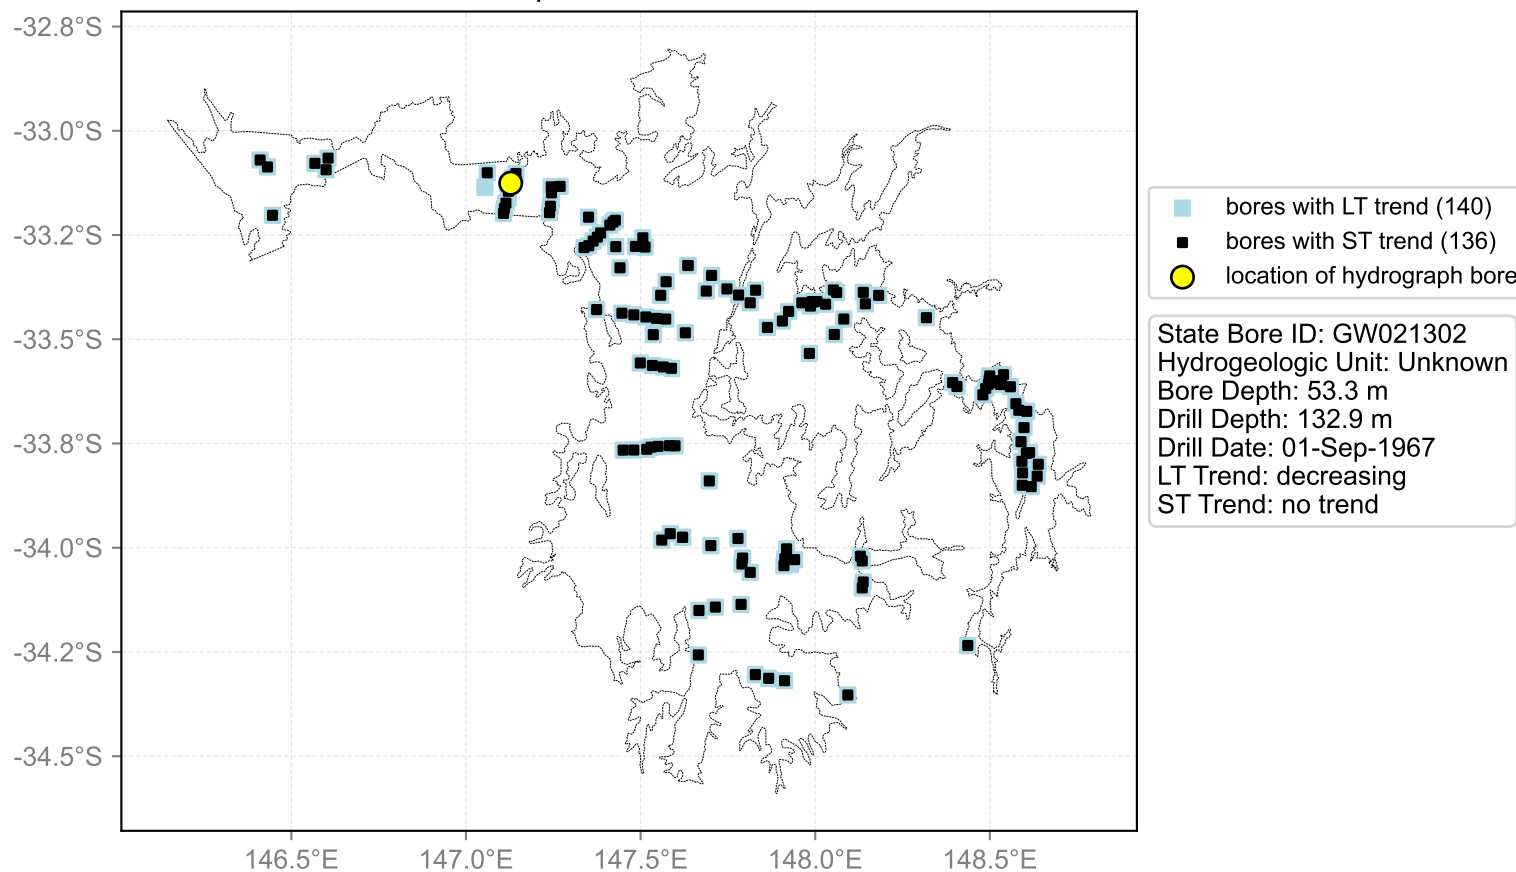 -32.8°S
-33.0°S
-33.2°S
-33.5°S
-33.8°S
-34.0°S
-34.2°S
-34.5°S
146.5°E
147.0°E
147.5°E
148.0°E
148.5°E
bores with LT trend (140)
bores with ST trend (136)
location of hydrograph bore
State Bore ID: GW021302
Hydrogeologic Unit: Unknown
Bore Depth: 53.3 m
Drill Depth: 132.9 m
Drill Date: 01-Sep-1967
LT Trend: decreasing
ST Trend: no trend